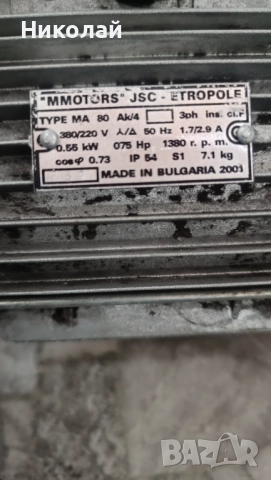 Николай
"MMOTORS" JSC - ETROPOLE
TYPE MA 80 Ak/4 3ph ins. cl.F
380/220 V ⅄/Δ 50 Hz 1.7/2.9 A
0.55 kW 075 Hp 1380 r. p. m.
cosφ 0.73 IP 54 S1 7.1 kg
MADE IN BULGARIA 2001
bazar
БГ